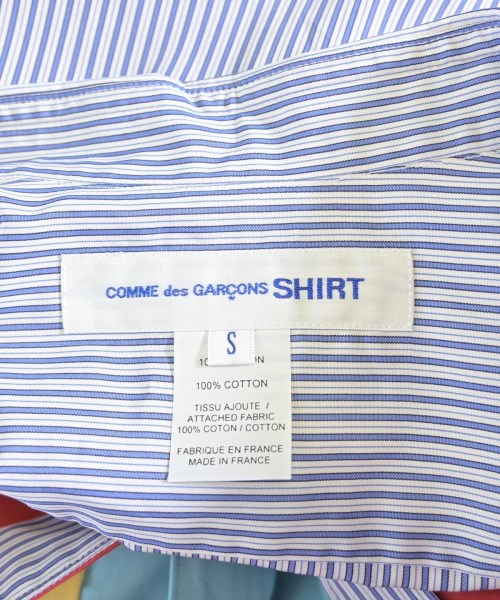 COMME des GARÇONS SHIRT
S
100% COTTON
TISSU AJOUTE /
ATTACHED FABRIC
100% COTON / COTTON
FABRIQUE EN FRANCE
MADE IN FRANCE